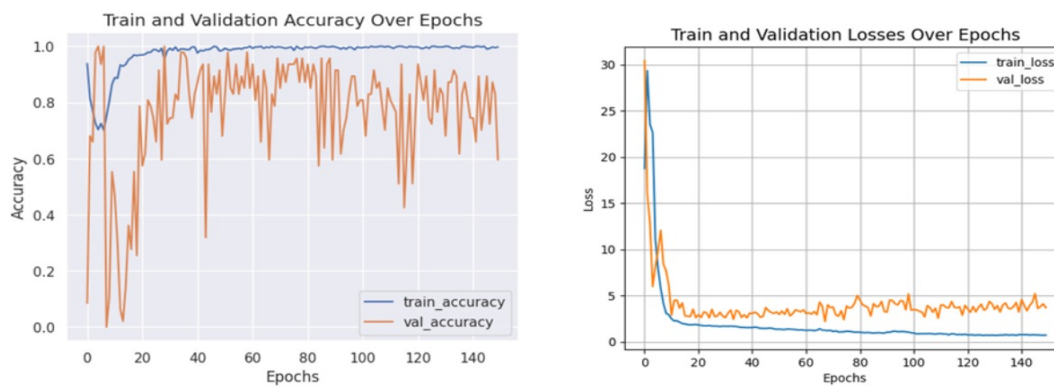 Train and Validation Accuracy Over Epochs
Accuracy
1.0
0.8
0.6
0.4
0.2
0.0
train_accuracy
val_accuracy
0 20 40 60 80 100 120 140
Epochs
Train and Validation Losses Over Epochs
train_loss
val_loss
Loss
30
25
20
15
10
5
0
0 20 40 60 80 100 120 140
Epochs